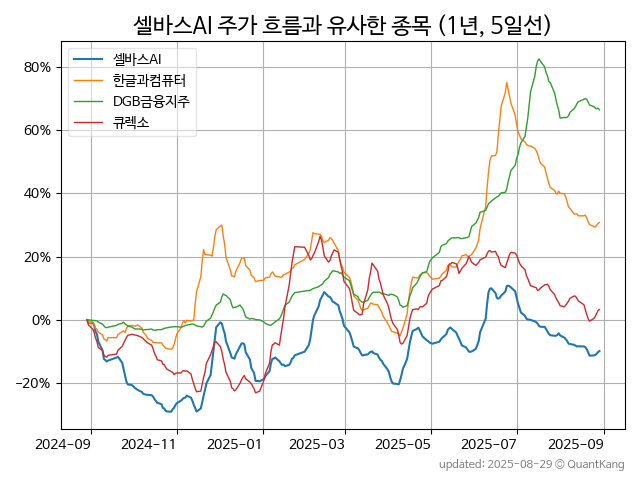 셀바스AI 주가 흐름과 유사한 종목 (1년, 5일선)
셀바스AI
한글과컴퓨터
DGB금융지주
큐렉소
80%
60%
40%
20%
0%
−20%
2024-09
2024-11
2025-01
2025-03
2025-05
2025-07
2025-09
updated: 2025-08-29 © QuantKang